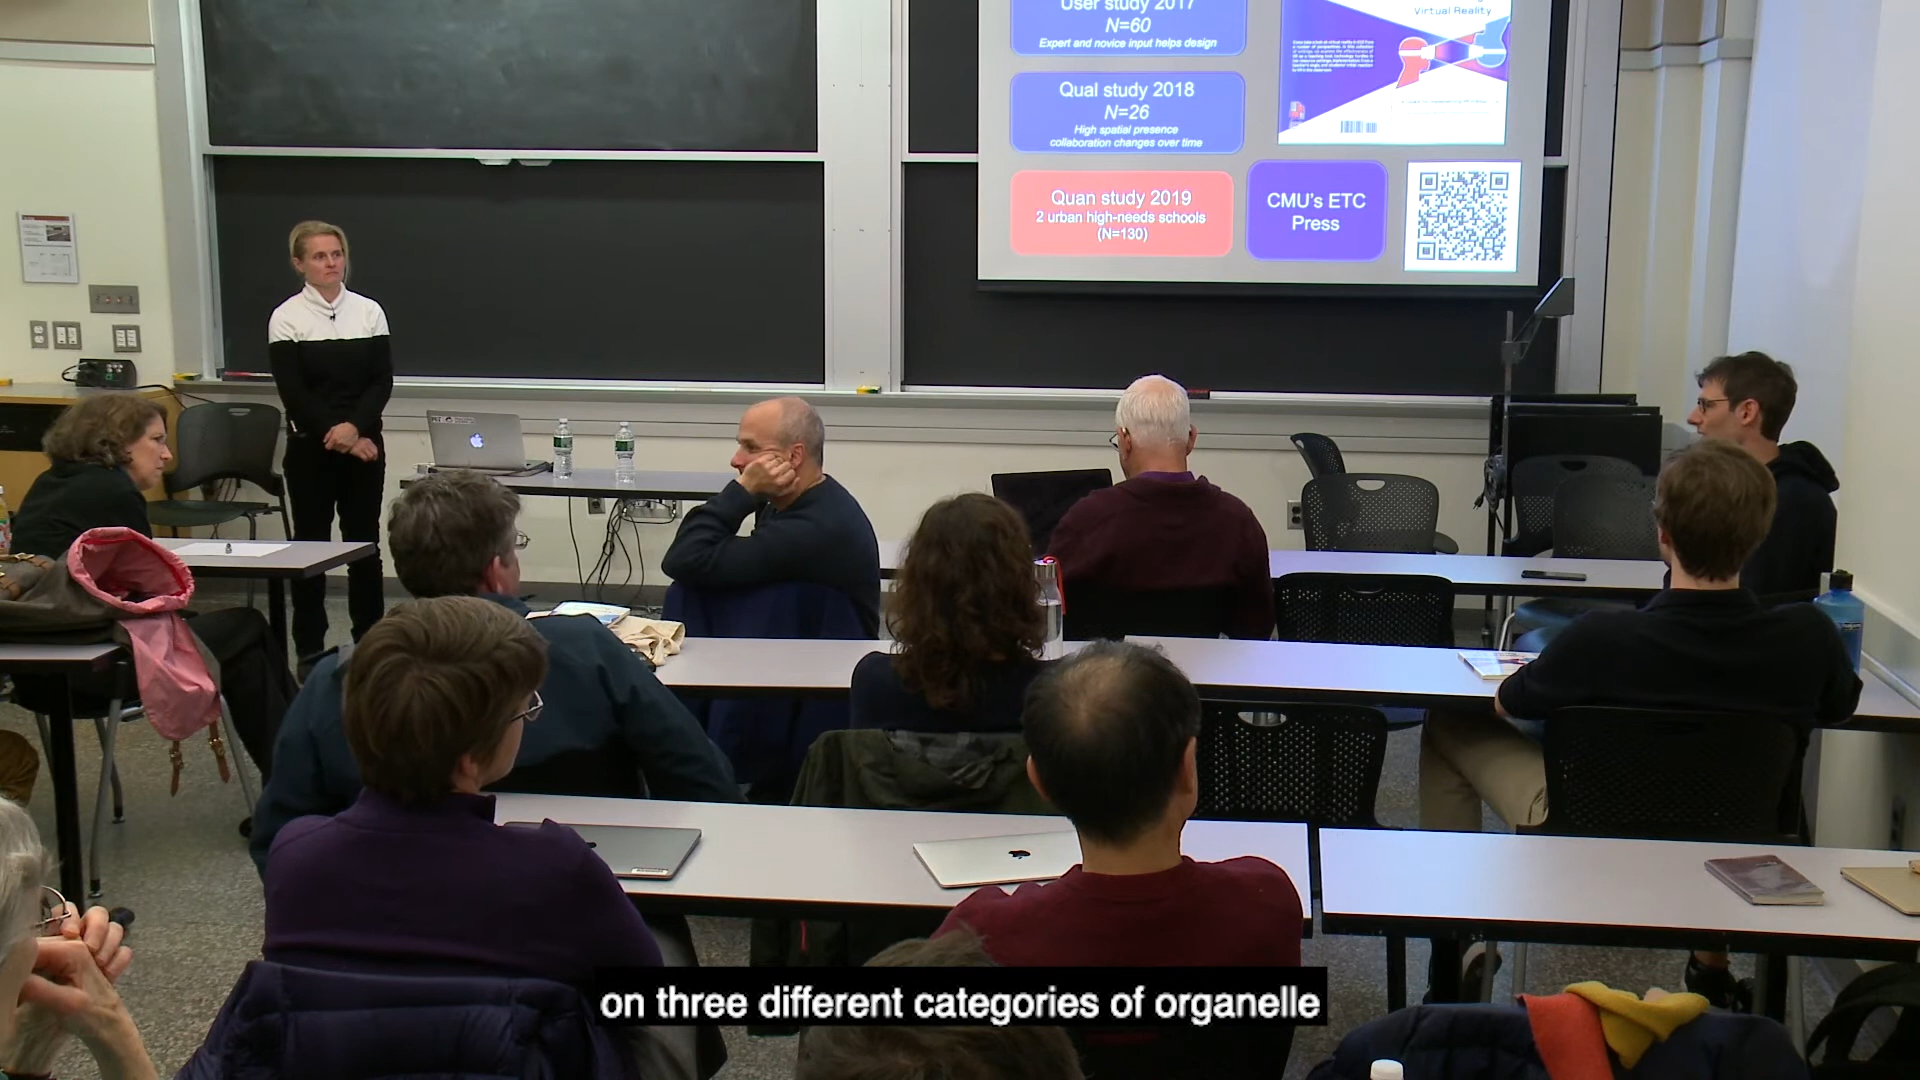 User study 2017
N=60
Expert and novice input helps design
Qual study 2018
N=26
High spatial presence
collaboration changes over time
Quan study 2019
2 urban high-needs schools
(N=130)
Virtual Reality
CMU's ETC
Press
on three different categories of organelle